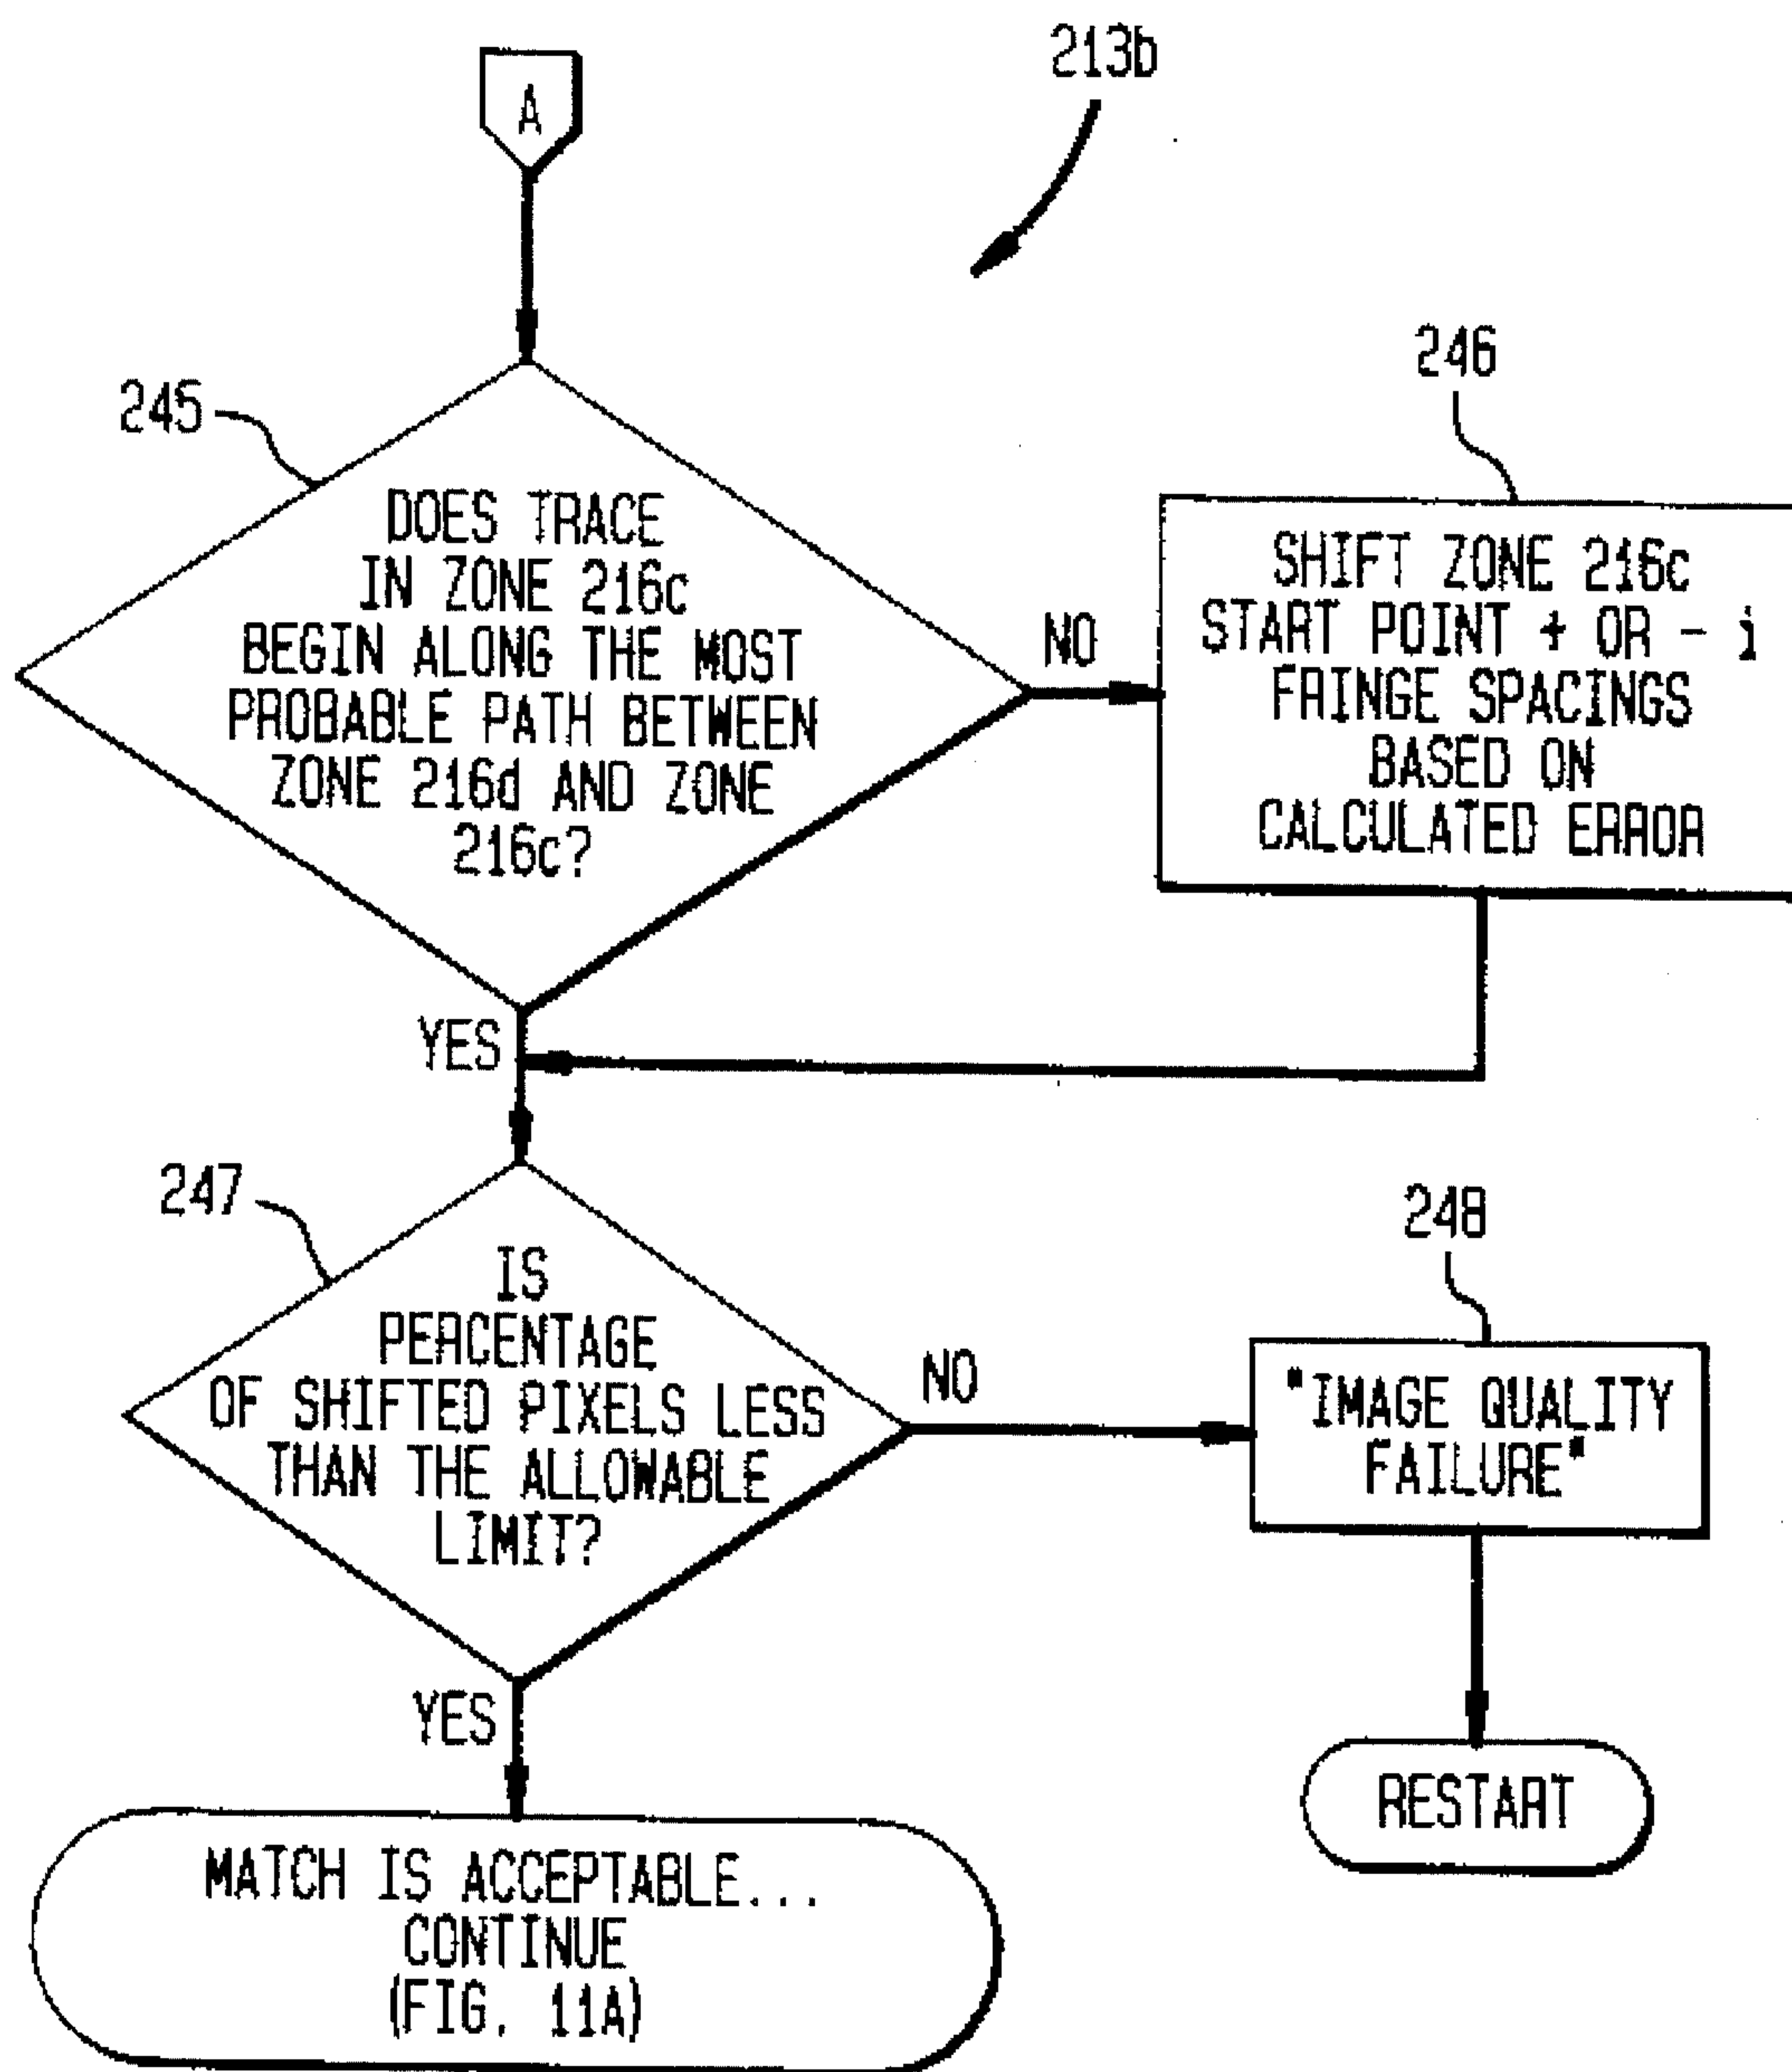 A
213b
245
DOES TRACE
IN ZONE 216c
BEGIN ALONG THE MOST
PROBABLE PATH BETWEEN
ZONE 216d AND ZONE
216c?
NO
246
SHIFT ZONE 216c
START POINT + OR - i
FRINGE SPACINGS
BASED ON
CALCULATED ERROR
YES
247
IS
PERCENTAGE
OF SHIFTED PIXELS LESS
THAN THE ALLOWABLE
LIMIT?
NO
248
"IMAGE QUALITY
FAILURE"
YES
RESTART
MATCH IS ACCEPTABLE...
CONTINUE
(FIG. 11A)